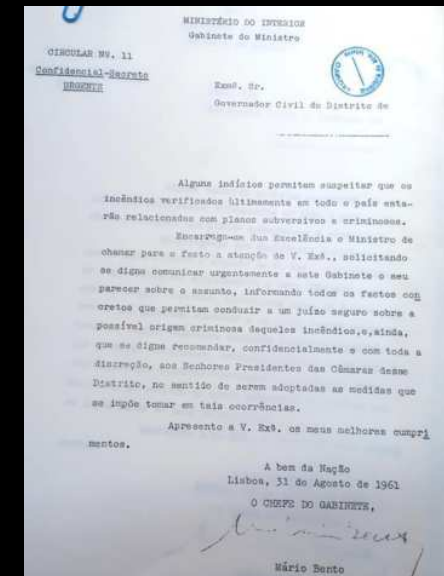 MINISTÉRIO DO INTERIOR
Gabinete do Ministro
CIRCULAR Nº. 11
Confidencial-Secreto
URGENTE
Exmº. Sr.
Governador Civil do Distrito de
Alguns indícios permitem suspeitar que os
incêndios verificados ùltimamente em todo o país esta-
rão relacionados com planos subversivos e criminosos.
Encarrega-me Sua Excelência o Ministro de
chamar para o facto a atenção de V. Exª., solicitando
se digne comunicar urgentemente a este Gabinete o seu
parecer sobre o assunto, informando todos os factos con
cretos que permitam conduzir a um juízo seguro sobre a
possível origem criminosa daqueles incêndios,e,ainda,
que se digne recomendar, confidencialmente e com toda a
discreção, aos Senhores Presidentes das Câmaras desse
Distrito, no sentido de serem adoptadas as medidas que
se impõe tomar em tais ocorrências.
Apresento a V. Exª. os meus melhores cumpri
mentos.
A bem da Nação
Lisboa, 31 de Agosto de 1961
O CHEFE DO GABINETE,
Mário Bento